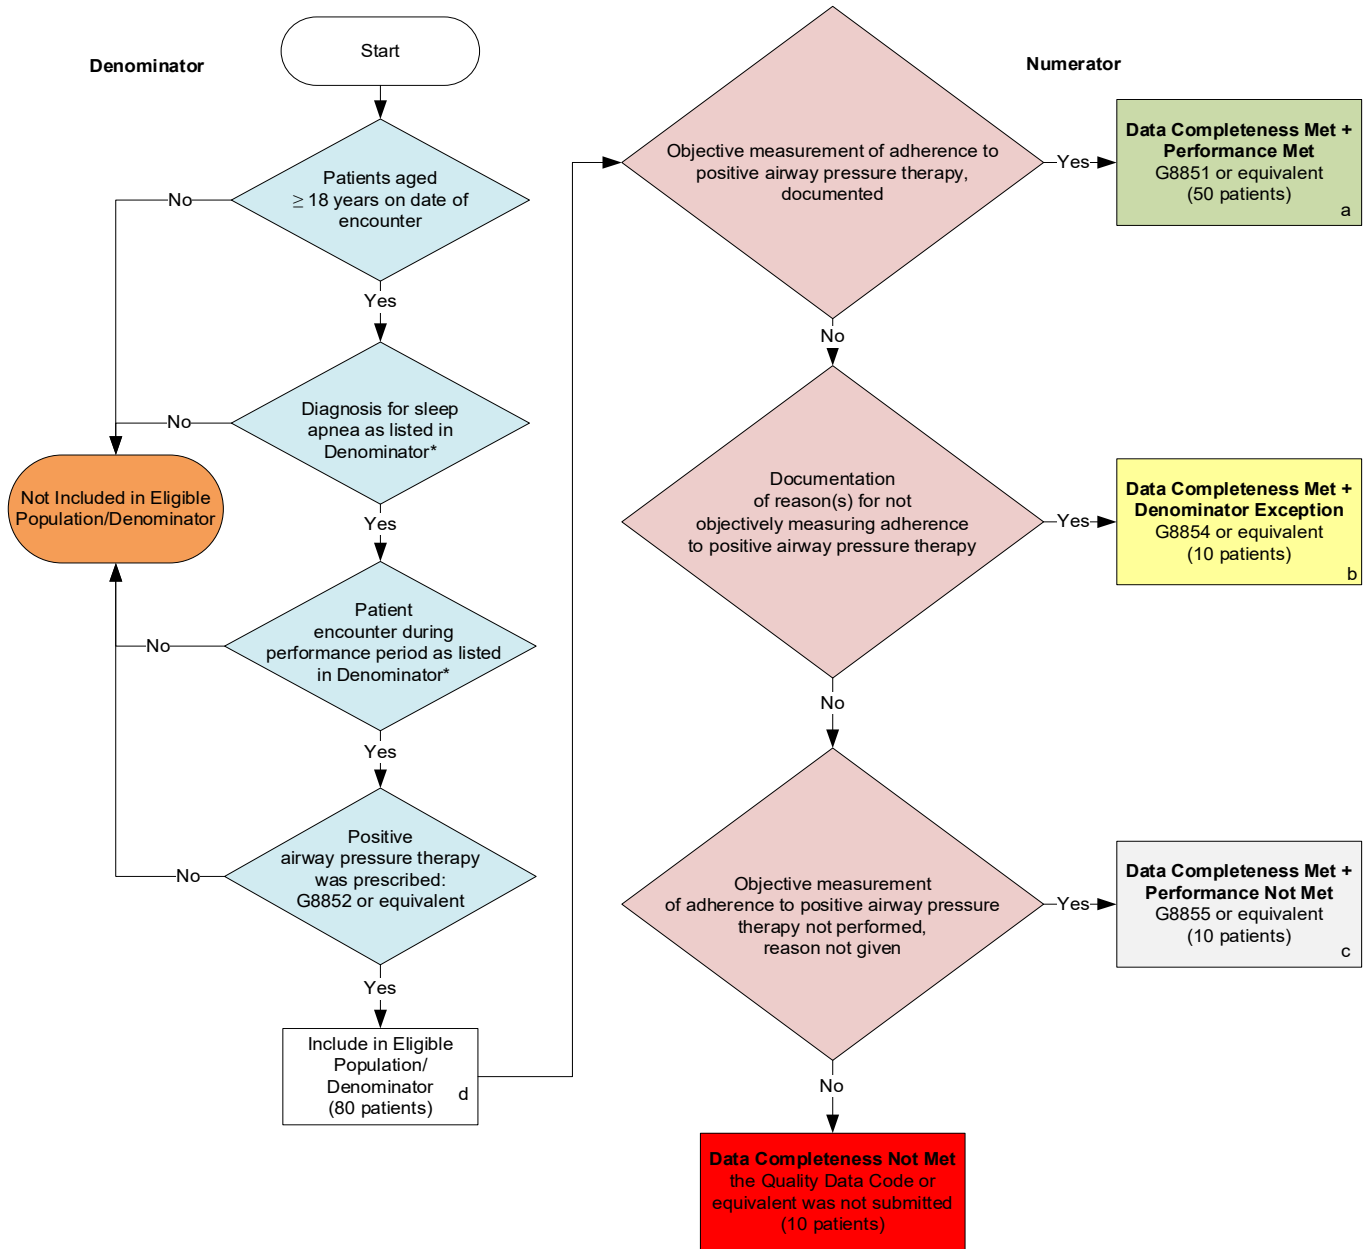 Denominator
Start
Patients aged
≥ 18 years on date of
encounter
No
Yes
Diagnosis for sleep
apnea as listed in
Denominator*
No
Not Included in Eligible
Population/Denominator
Yes
Patient
encounter during
performance period as listed
in Denominator*
No
Yes
Positive
airway pressure therapy
was prescribed:
G8852 or equivalent
No
Yes
Include in Eligible
Population/
Denominator
(80 patients)
d
Numerator
Objective measurement of adherence to
positive airway pressure therapy,
documented
Yes
Data Completeness Met +
Performance Met
G8851 or equivalent
(50 patients)
a
No
Documentation
of reason(s) for not
objectively measuring adherence
to positive airway pressure therapy
Yes
Data Completeness Met +
Denominator Exception
G8854 or equivalent
(10 patients)
b
No
Objective measurement
of adherence to positive airway pressure
therapy not performed,
reason not given
Yes
Data Completeness Met +
Performance Not Met
G8855 or equivalent
(10 patients)
c
No
Data Completeness Not Met
the Quality Data Code or
equivalent was not submitted
(10 patients)